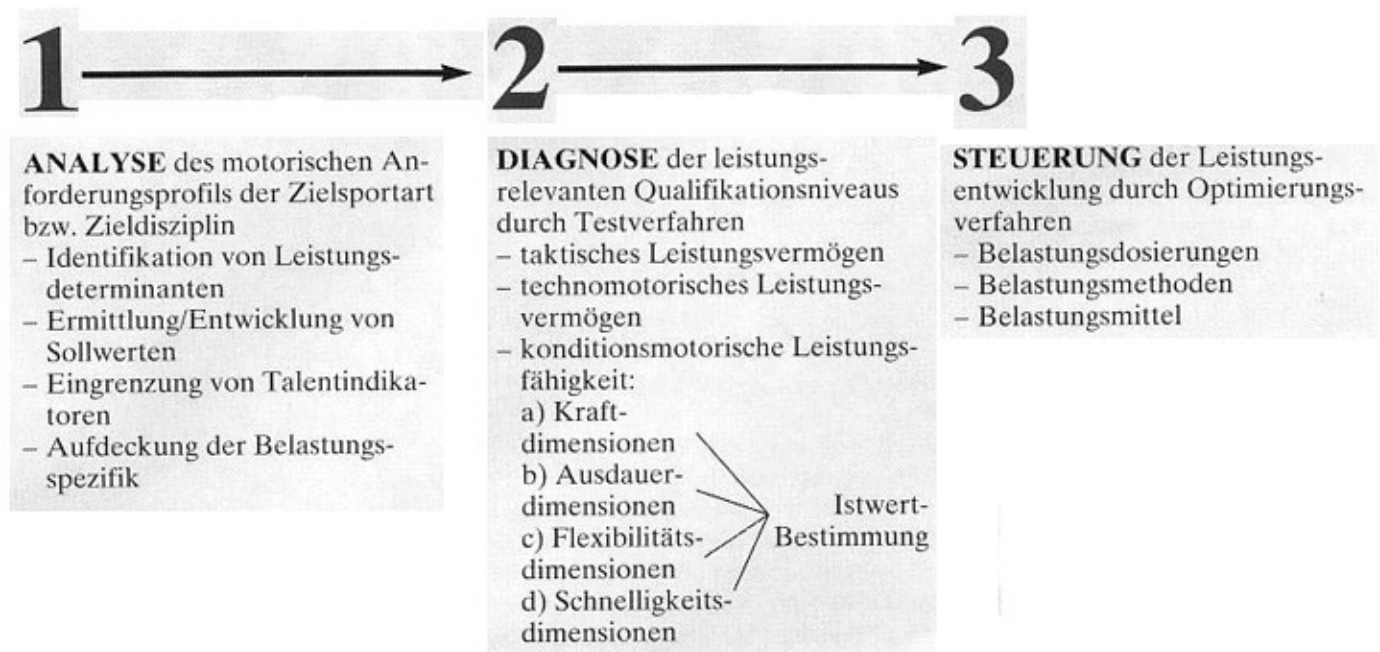 1
2
3
ANALYSE des motorischen An-
forderungsprofils der Zielsportart
bzw. Zieldisziplin
– Identifikation von Leistungs-
determinanten
– Ermittlung/Entwicklung von
Sollwerten
– Eingrenzung von Talentindika-
toren
– Aufdeckung der Belastungs-
spezifik
DIAGNOSE der leistungs-
relevanten Qualifikationsniveaus
durch Testverfahren
– taktisches Leistungsvermögen
– technomotorisches Leistungs-
vermögen
– konditionsmotorische Leistungs-
fähigkeit:
a) Kraft-
dimensionen
b) Ausdauer-
dimensionen
c) Flexibilitäts-
dimensionen
d) Schnelligkeits-
dimensionen
Istwert-
Bestimmung
STEUERUNG der Leistungs-
entwicklung durch Optimierungs-
verfahren
– Belastungsdosierungen
– Belastungsmethoden
– Belastungsmittel